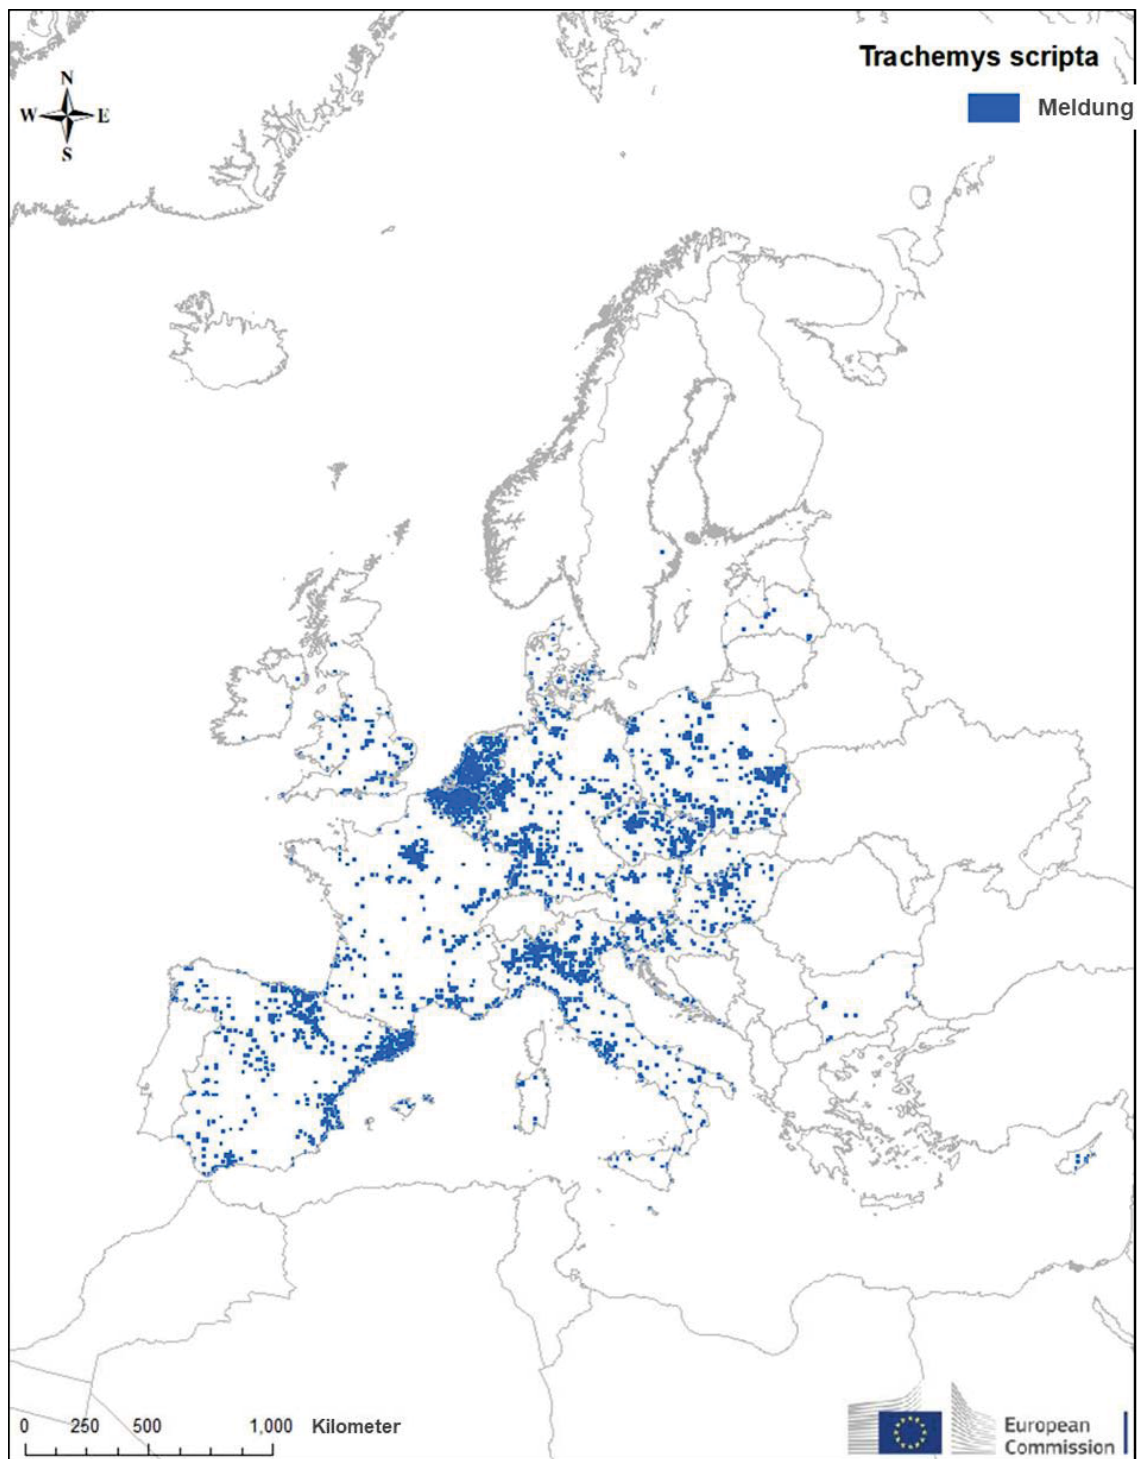 Trachemys scripta
Meldung
N
W E
S
0 250 500 1,000 Kilometer
European
Commission